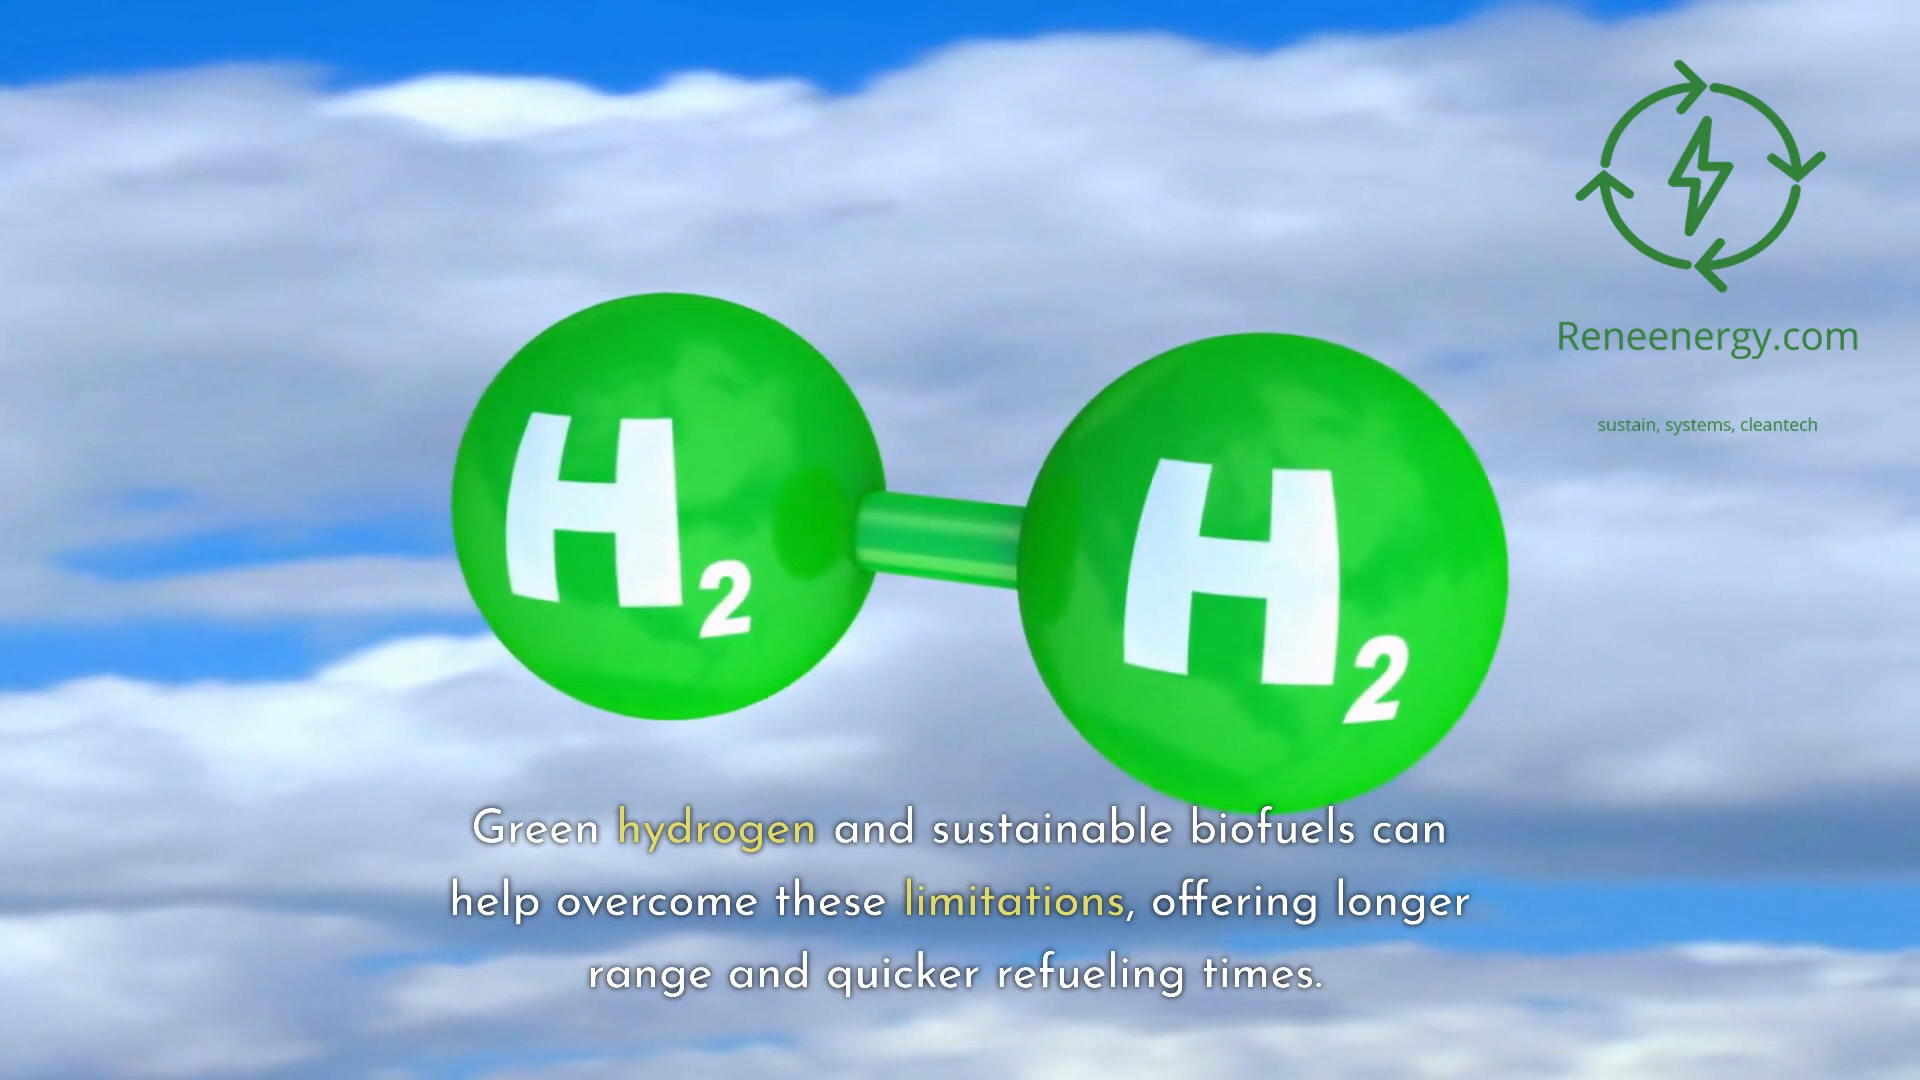 Reneenergy.com
sustain, systems, cleantech
H2
H2
Green hydrogen and sustainable biofuels can
help overcome these limitations, offering longer
range and quicker refueling times.